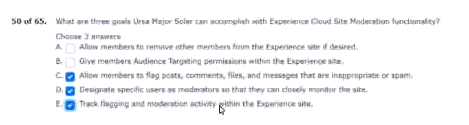 50 of 65. What are three goals Ursa Major Solar can accomplish with Experience Cloud Site Moderation functionality?
Choose 3 answers
A. Allow members to remove other members from the Experience site if desired.
B. Give members Audience Targeting permissions within the Experience site.
C. Allow members to flag posts, comments, files, and messages that are inappropriate or spam.
D. Designate specific users as moderators so that they can closely monitor the site.
E. Track flagging and moderation activity within the Experience site.